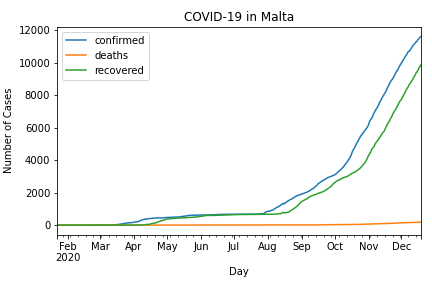 COVID-19 in Malta
confirmed
deaths
recovered
12000
10000
8000
6000
4000
2000
0
Number of Cases
Feb Mar Apr May Jun Jul Aug Sep Oct Nov Dec
2020
Day